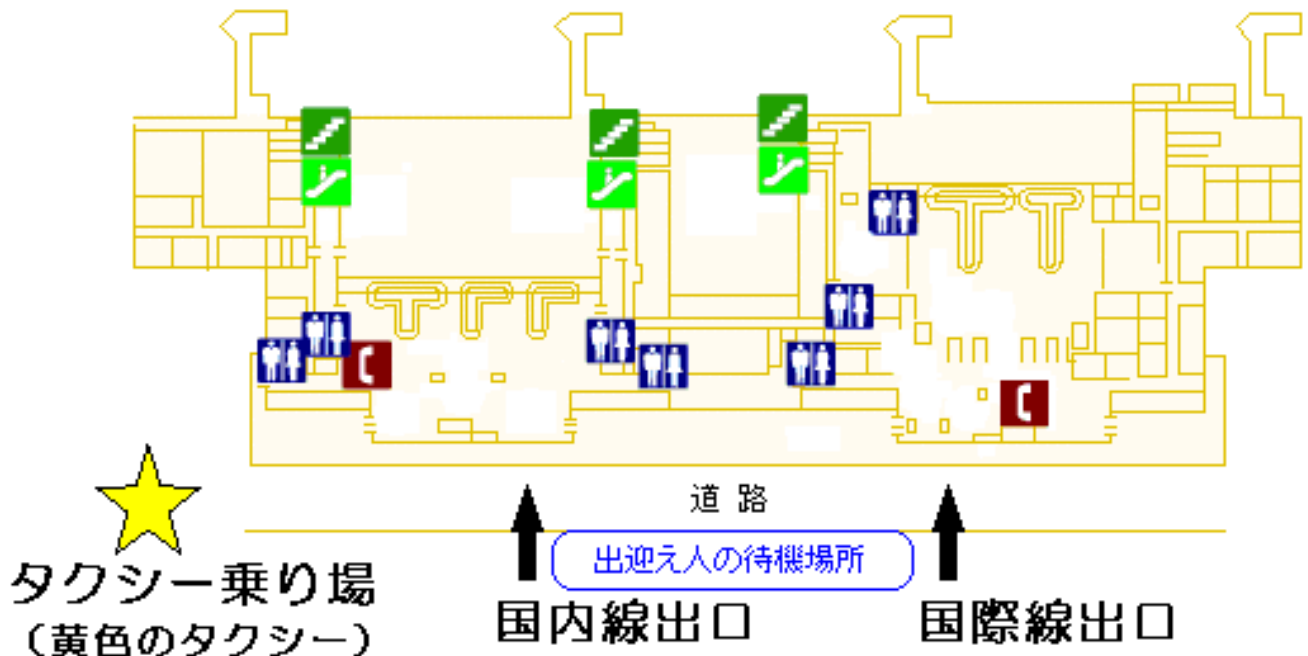 道路
出迎え人の待機場所
タクシー乗り場
（黄色のタクシー）
国内線出口
国際線出口